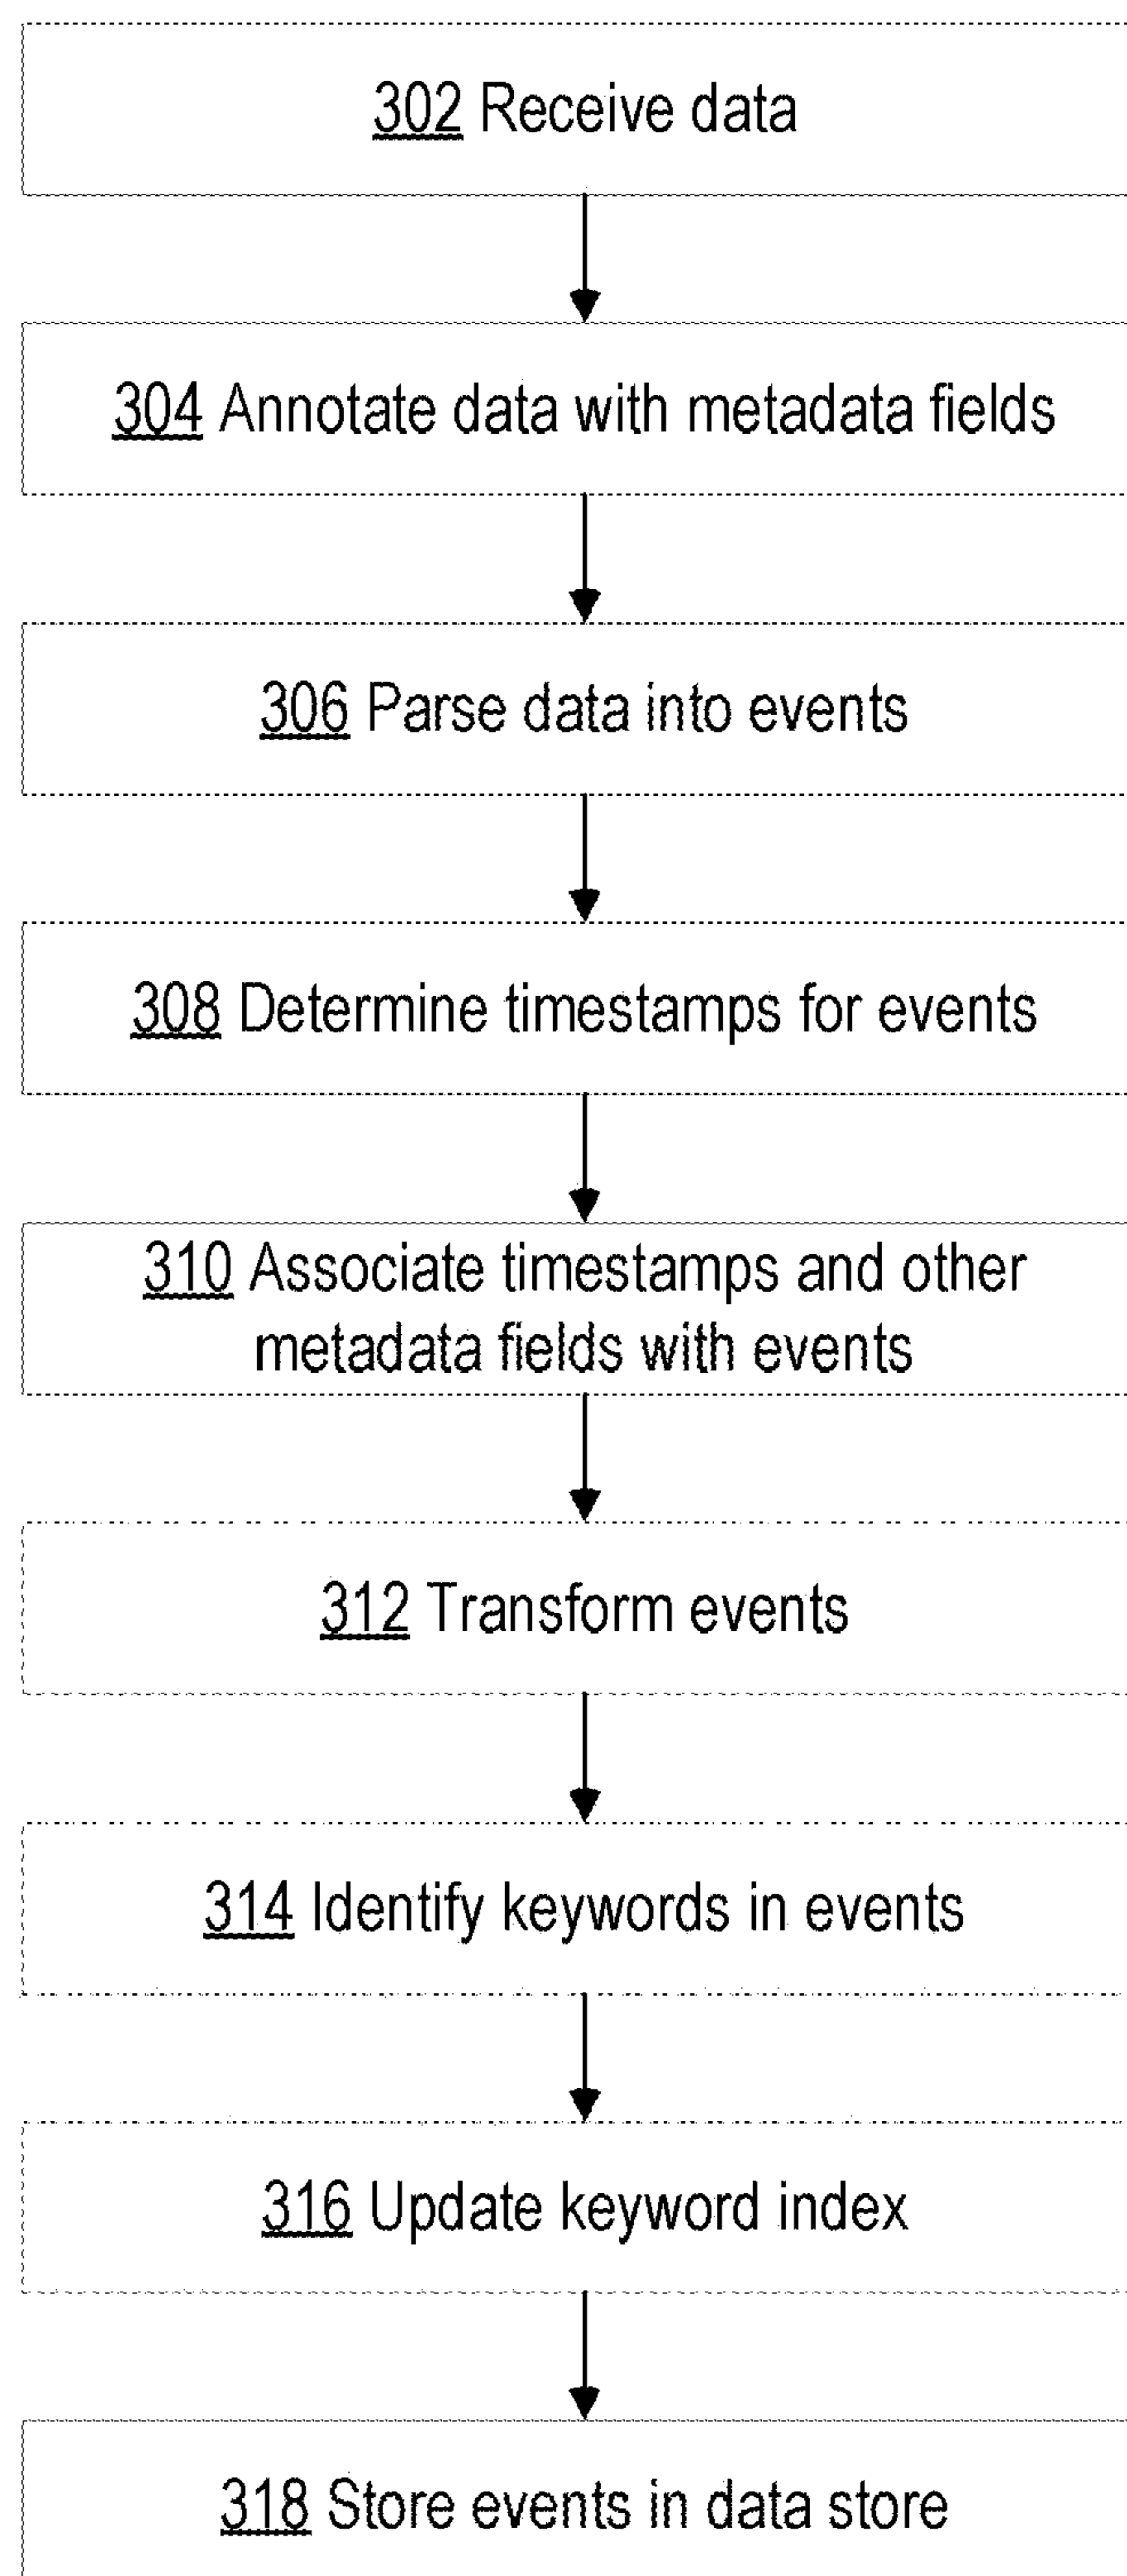 302 Receive data
304 Annotate data with metadata fields
306 Parse data into events
308 Determine timestamps for events
310 Associate timestamps and other
metadata fields with events
312 Transform events
314 Identify keywords in events
316 Update keyword index
318 Store events in data store